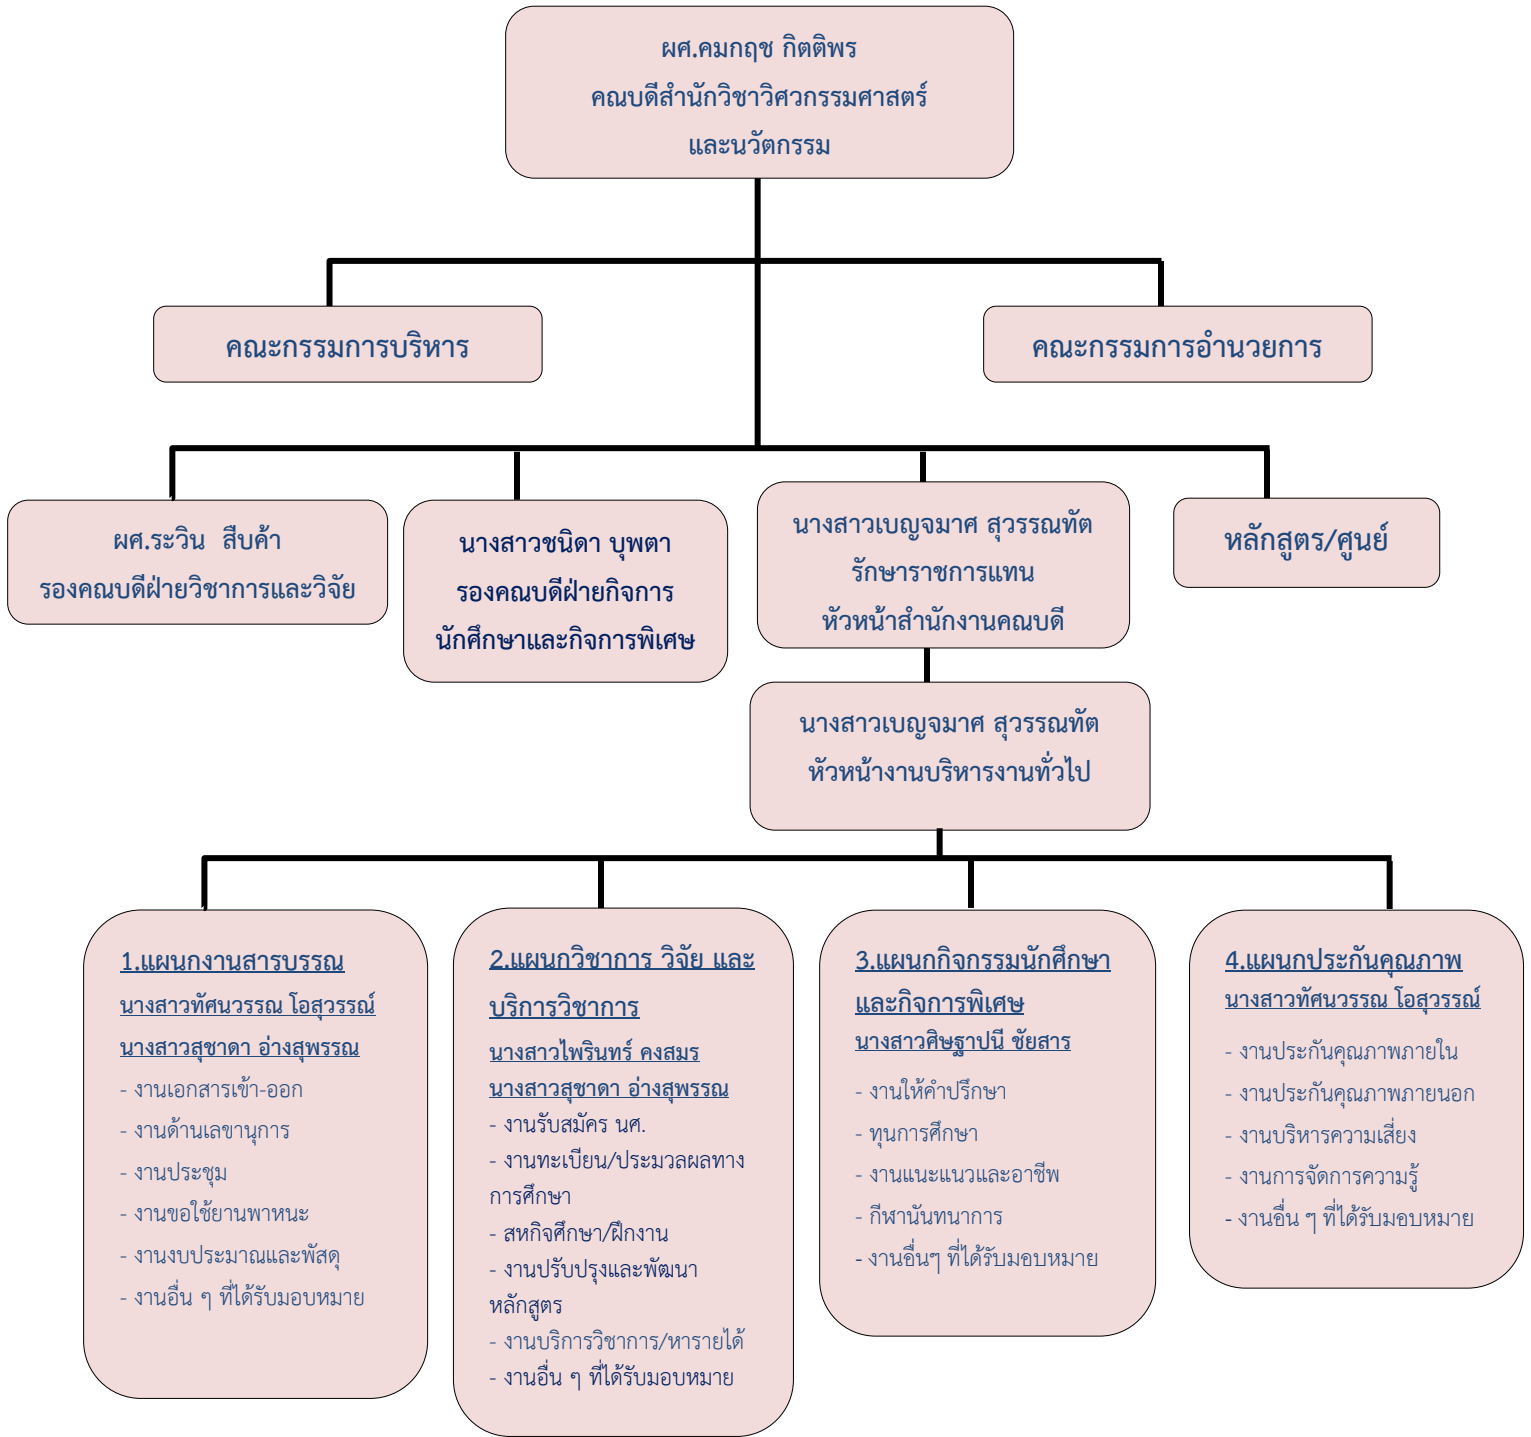 ผศ.คมกฤช กิตติพร
คณบดีสำนักวิชาวิศวกรรมศาสตร์
และนวัตกรรม
คณะกรรมการบริหาร
คณะกรรมการอำนวยการ
ผศ.ระวิน สืบค้า
รองคณบดีฝ่ายวิชาการและวิจัย
นางสาวชนิดา บุพตา
รองคณบดีฝ่ายกิจการ
นักศึกษาและกิจการพิเศษ
นางสาวเบญจมาศ สุวรรณทัต
รักษาราชการแทน
หัวหน้าสำนักงานคณบดี
หลักสูตร/ศูนย์
นางสาวเบญจมาศ สุวรรณทัต
หัวหน้างานบริหารงานทั่วไป
1.แผนกงานสารบรรณ
นางสาวทัศนวรรณ โอสุวรรณ์
นางสาวสุชาดา อ่างสุพรรณ
- งานเอกสารเข้า-ออก
- งานด้านเลขานุการ
- งานประชุม
- งานขอใช้ยานพาหนะ
- งานงบประมาณและพัสดุ
- งานอื่น ๆ ที่ได้รับมอบหมาย
2.แผนกวิชาการ วิจัย และ
บริการวิชาการ
นางสาวไพรินทร์ คงสมร
นางสาวสุชาดา อ่างสุพรรณ
- งานรับสมัคร นศ.
- งานทะเบียน/ประมวลผลทาง
การศึกษา
- สหกิจศึกษา/ฝึกงาน
- งานปรับปรุงและพัฒนา
หลักสูตร
- งานบริการวิชาการ/หารายได้
- งานอื่น ๆ ที่ได้รับมอบหมาย
3.แผนกกิจกรรมนักศึกษา
และกิจการพิเศษ
นางสาวศิษฐาปนี ชัยสาร
- งานให้คำปรึกษา
- ทุนการศึกษา
- งานแนะแนวและอาชีพ
- กีฬานันทนาการ
- งานอื่นๆ ที่ได้รับมอบหมาย
4.แผนกประกันคุณภาพ
นางสาวทัศนวรรณ โอสุวรรณ์
- งานประกันคุณภาพภายใน
- งานประกันคุณภาพภายนอก
- งานบริหารความเสี่ยง
- งานการจัดการความรู้
- งานอื่น ๆ ที่ได้รับมอบหมาย